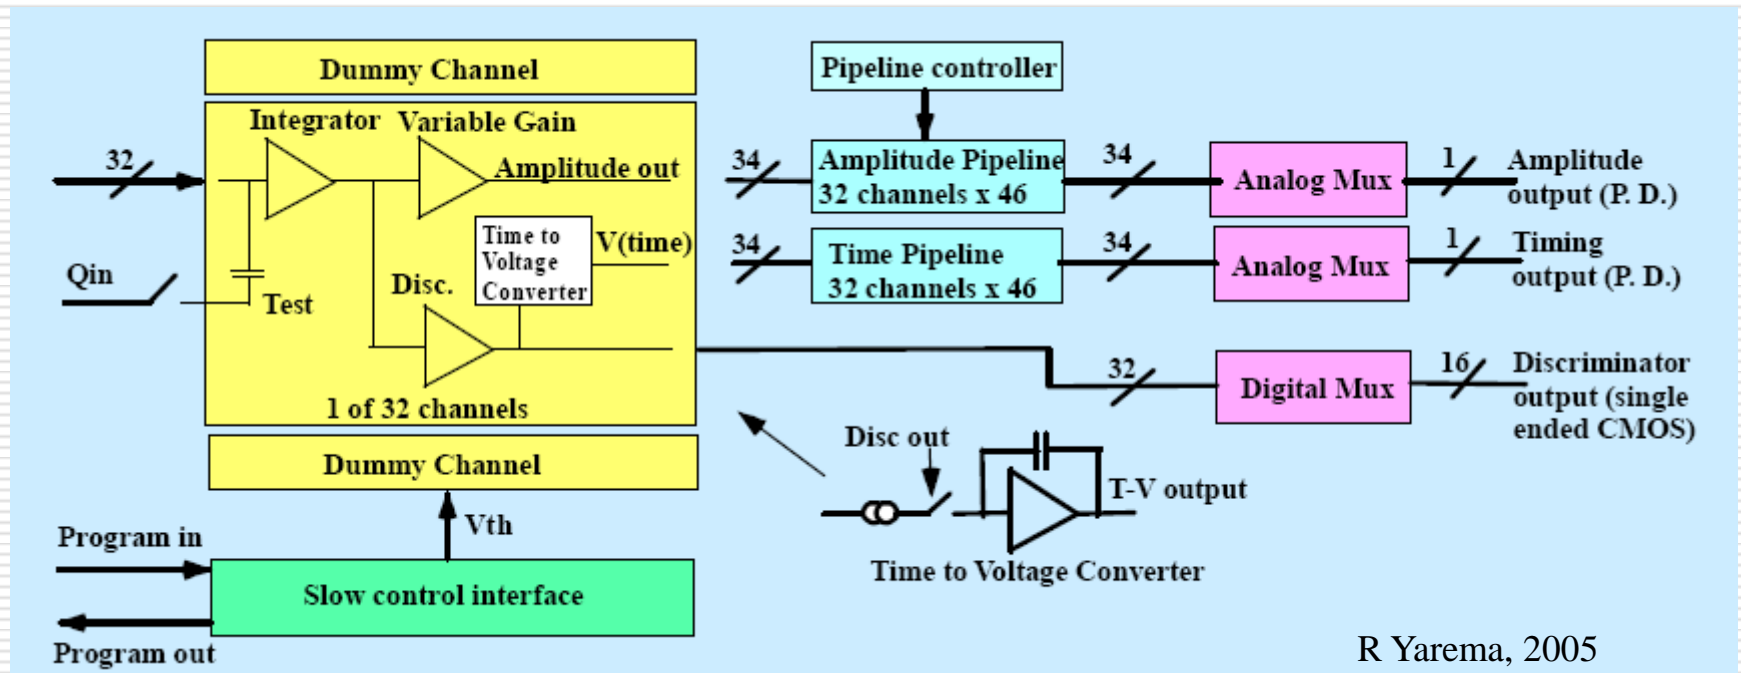 Dummy Channel
Integrator
Variable Gain
32
Amplitude out
Time to
Voltage
Converter
V(time)
Qin
Test
Disc.
1 of 32 channels
Dummy Channel
Vth
Program in
Slow control interface
Program out
Pipeline controller
34
Amplitude Pipeline
32 channels x 46
34
Analog Mux
1
Amplitude
output (P. D.)
34
Time Pipeline
32 channels x 46
34
Analog Mux
1
Timing
output (P. D.)
32
Digital Mux
16
Discriminator
output (single
ended CMOS)
Disc out
T-V output
Time to Voltage Converter
R Yarema, 2005